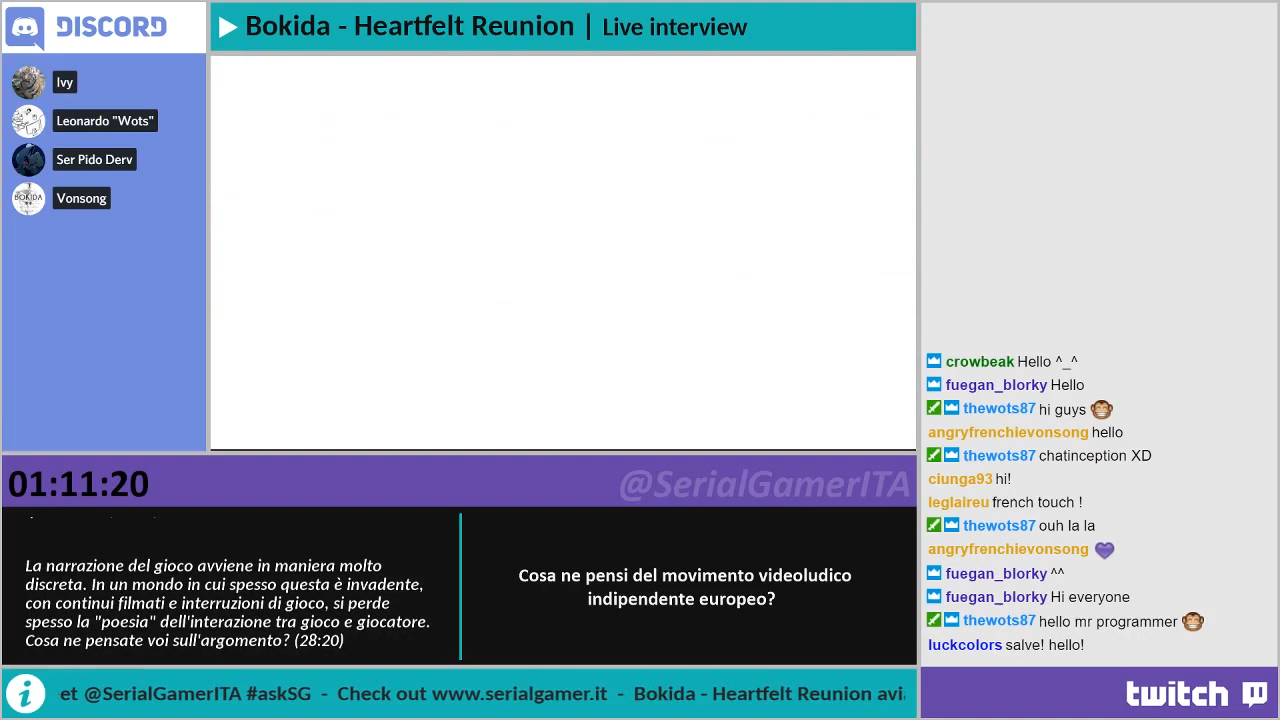 DISCORD
Ivy
Leonardo "Wots"
Ser Pido Derv
BOKIDA
Vonsong
Bokida - Heartfelt Reunion | Live interview
crowbeak Hello ^_^
fuegan_blorky Hello
thewots87 hi guys
angryfrenchievonsong hello
thewots87 chatinception XD
ciunga93 hi!
leglaireu french touch !
thewots87 ouh la la
angryfrenchievonsong
fuegan_blorky ^^
fuegan_blorky Hi everyone
thewots87 hello mr programmer
luckcolors salve! hello!
01:11:20
@SerialGamerITA
La narrazione del gioco avviene in maniera molto
discreta. In un mondo in cui spesso questa è invadente,
con continui filmati e interruzioni di gioco, si perde
spesso la "poesia" dell'interazione tra gioco e giocatore.
Cosa ne pensate voi sull'argomento? (28:20)
Cosa ne pensi del movimento videoludico
indipendente europeo?
et @SerialGamerITA #askSG - Check out www.serialgamer.it - Bokida - Heartfelt Reunion avi
twitch